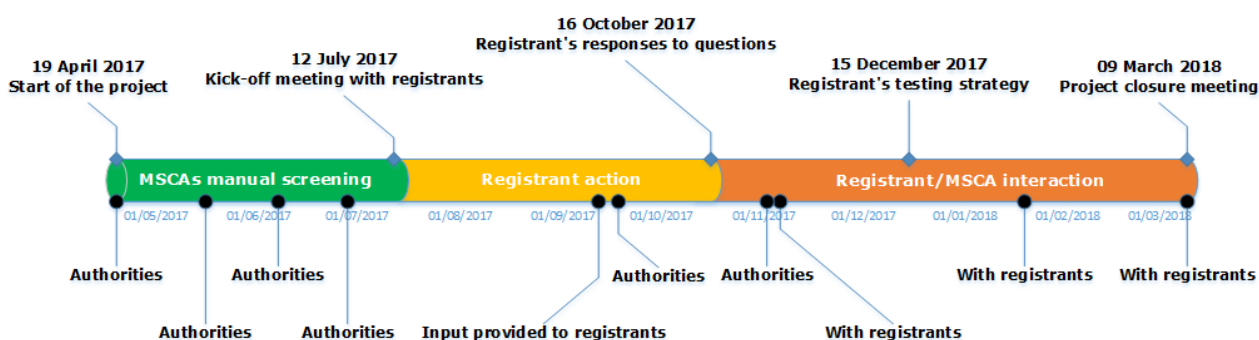 16 October 2017
Registrant's responses to questions
12 July 2017
Kick-off meeting with registrants
19 April 2017
Start of the project
15 December 2017
Registrant's testing strategy
09 March 2018
Project closure meeting
MSCAs manual screening
Registrant action
Registrant/MSCA interaction
01/05/2017
01/06/2017
01/07/2017
01/08/2017
01/09/2017
01/10/2017
01/11/2017
01/12/2017
01/01/2018
01/02/2018
01/03/2018
Authorities
Authorities
Authorities
Authorities
With registrants
With registrants
Authorities
Authorities
Input provided to registrants
With registrants